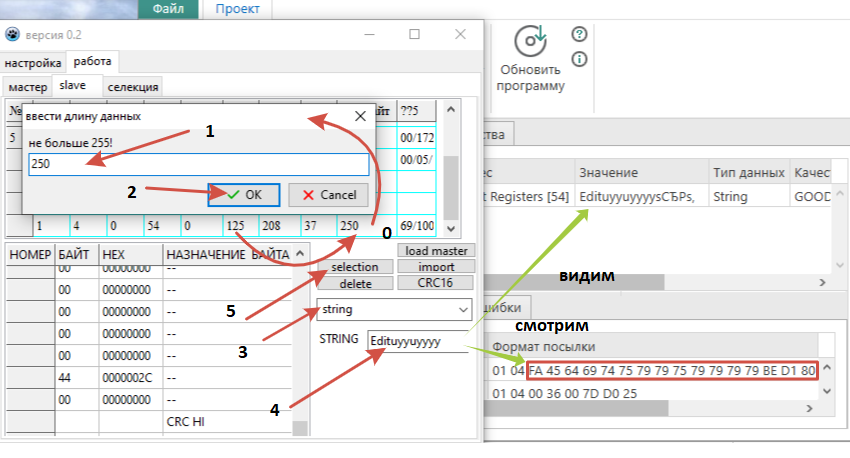 Файл Проект
версия 0.2
настройка работа
мастер slave селекция
Обновить
программу
№ йт ??5
ввести длину данных
не больше 255!
1
250
2
OK
Cancel
5 00/172
00/05/
0
1 4 0 54 0 125 208 37 250 69/100
ства
ес Значение Тип данных Качест
t Registers [54] EdituyyuyyyysСЂPs, String GOOD
видим
НОМЕР БАЙТ HEX НАЗНАЧЕНИЕ БАЙТА
00 00000000 --
00 00000000 --
00 00000000 --
00 00000000 --
00 00000000 --
44 0000002C --
00 00000000 --
CRC HI
load master
selection import
delete CRC16
5
string
3
STRING Edituyyuyyyy
4
шибки
смотрим
Формат посылки
01 04 FA 45 64 69 74 75 79 79 75 79 79 79 79 BE D1 80
01 04 00 36 00 7D D0 25